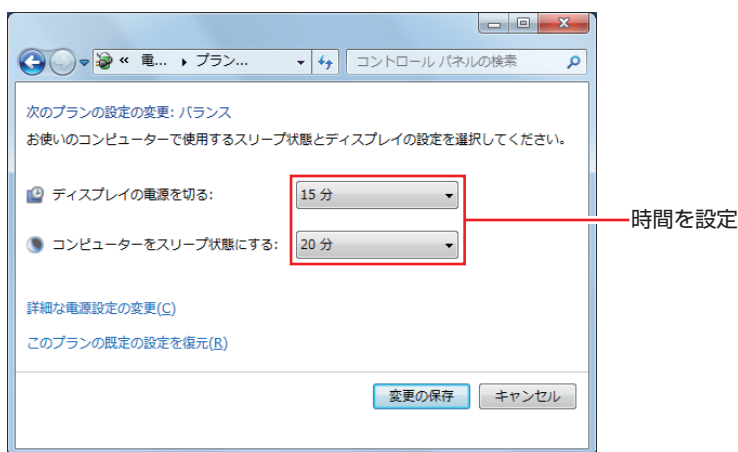 « 電... ▸ プラン...
コントロール パネルの検索
次のプランの設定の変更: バランス
お使いのコンピューターで使用するスリープ状態とディスプレイの設定を選択してください。
ディスプレイの電源を切る: 15 分
コンピューターをスリープ状態にする: 20 分
時間を設定
詳細な電源設定の変更(C)
このプランの既定の設定を復元(R)
変更の保存 キャンセル